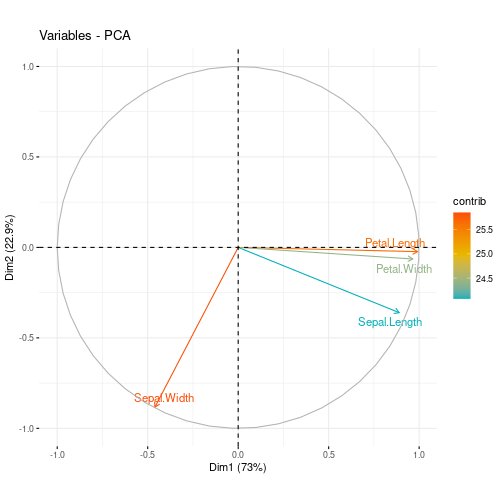 Variables - PCA
1.0
0.5
0.0
-0.5
-1.0
Dim2 (22.9%)
Petal.Length
Petal.Width
Sepal.Length
Sepal.Width
-1.0
-0.5
0.0
0.5
1.0
Dim1 (73%)
contrib
25.5
25.0
24.5